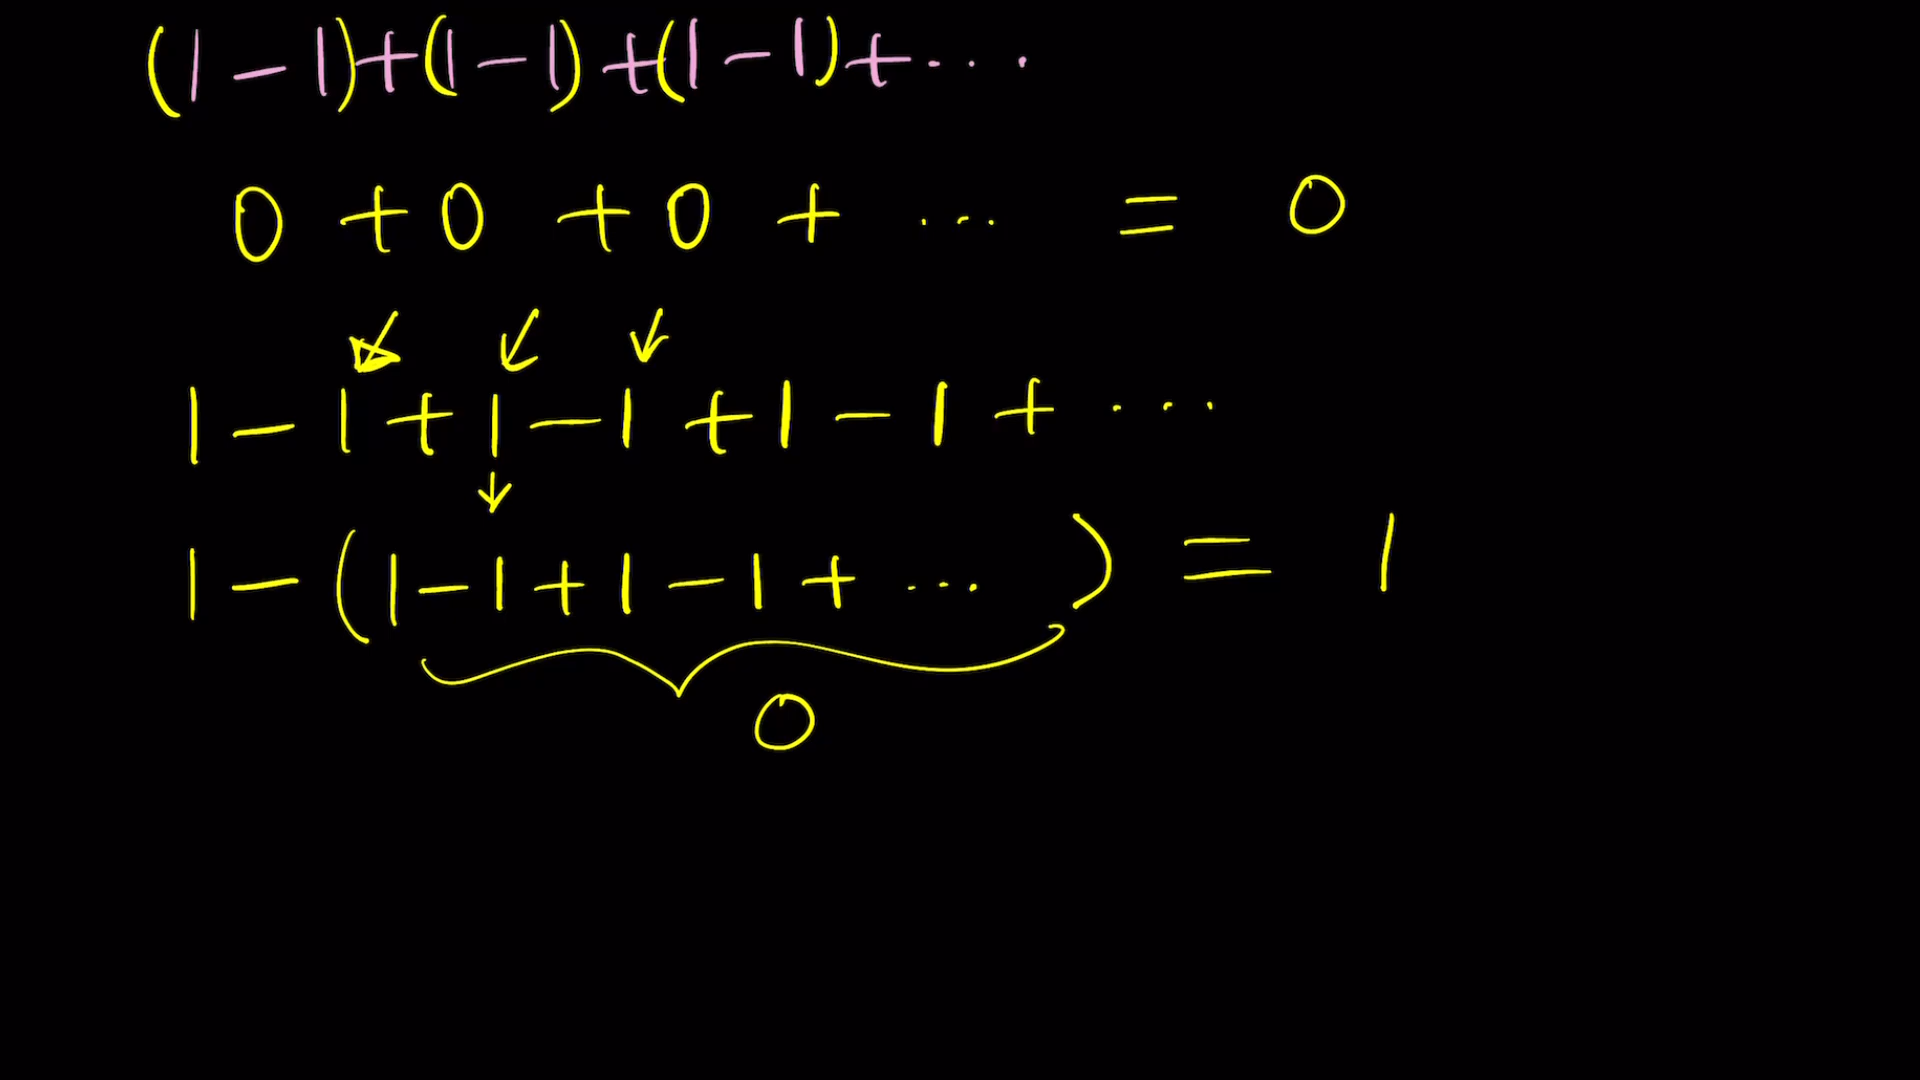 (1 - 1) + (1 - 1) + (1 - 1) + ...
0 + 0 + 0 + ... = 0
1 - 1 + 1 - 1 + 1 - 1 + ...
1 - (1 - 1 + 1 - 1 + ... ) = 1
0